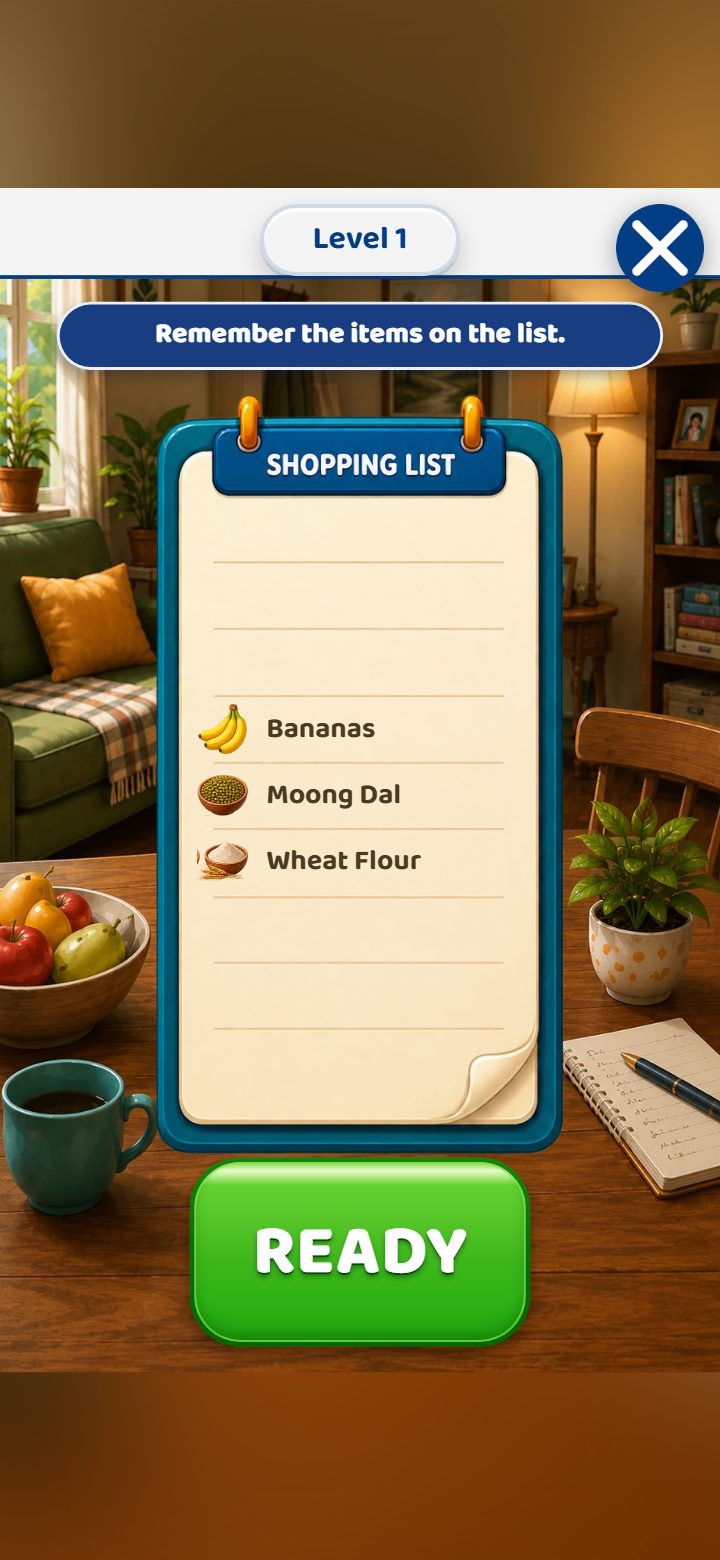 Level 1
Remember the items on the list.
SHOPPING LIST
Bananas
Moong Dal
Wheat Flour
READY